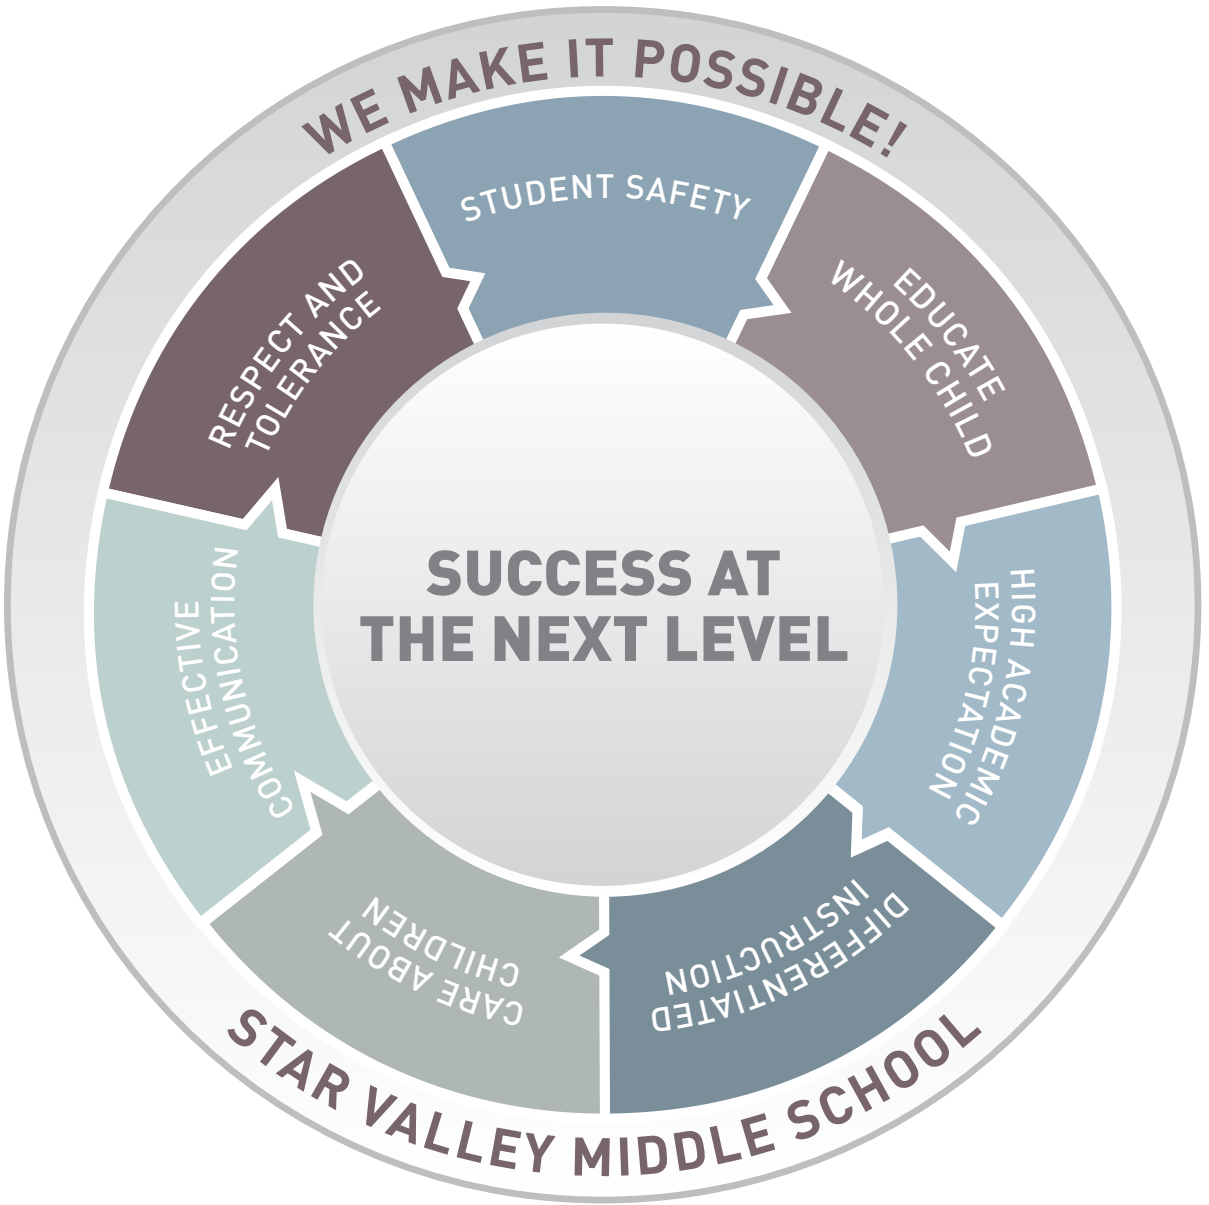 WE MAKE IT POSSIBLE!
STUDENT SAFETY
EDUCATE
WHOLE CHILD
HIGH ACADEMIC
EXPECTATION
DIFFERENTIATED
INSTRUCTION
CARE ABOUT
CHILDREN
EFFECTIVE
COMMUNICATION
RESPECT AND
TOLERANCE
SUCCESS AT
THE NEXT LEVEL
STAR VALLEY MIDDLE SCHOOL